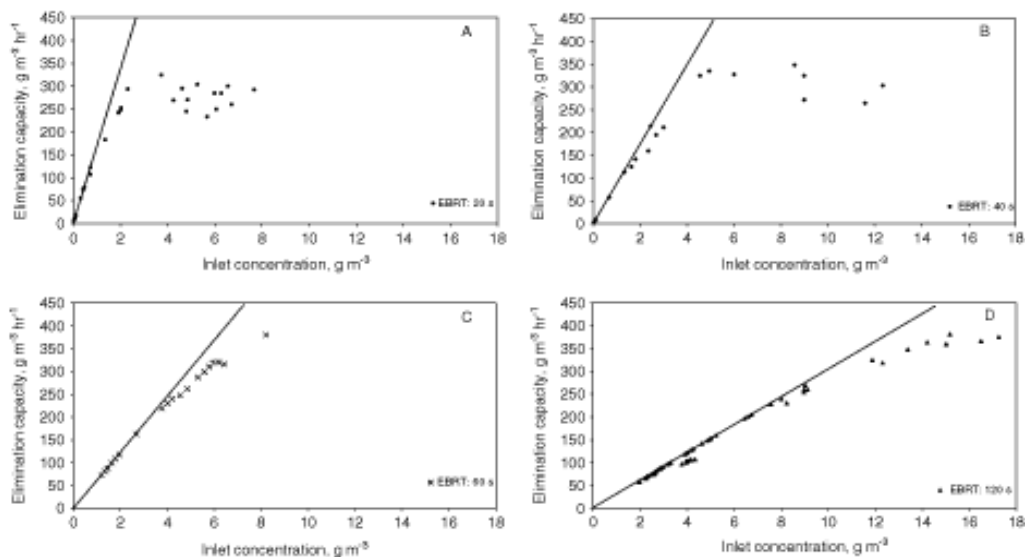 450
400
350
300
250
200
150
100
50
0
Elimination capacity, g m⁻³ hr⁻¹
A
EBRT: 20 s
0 2 4 6 8 10 12 14 16 18
Inlet concentration, g m⁻³
450
400
350
300
250
200
150
100
50
0
Elimination capacity, g m⁻³ hr⁻¹
B
EBRT: 40 s
0 2 4 6 8 10 12 14 16 18
Inlet concentration, g m⁻³
450
400
350
300
250
200
150
100
50
0
Elimination capacity, g m⁻³ hr⁻¹
C
EBRT: 60 s
0 2 4 6 8 10 12 14 16 18
Inlet concentration, g m⁻³
450
400
350
300
250
200
150
100
50
0
Elimination capacity, g m⁻³ hr⁻¹
D
EBRT: 120 s
0 2 4 6 8 10 12 14 16 18
Inlet concentration, g m⁻³